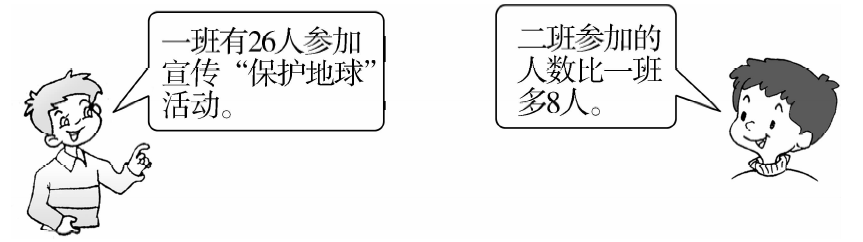 一班有26人参加
宣传“保护地球”
活动。
二班参加的
人数比一班
多8人。